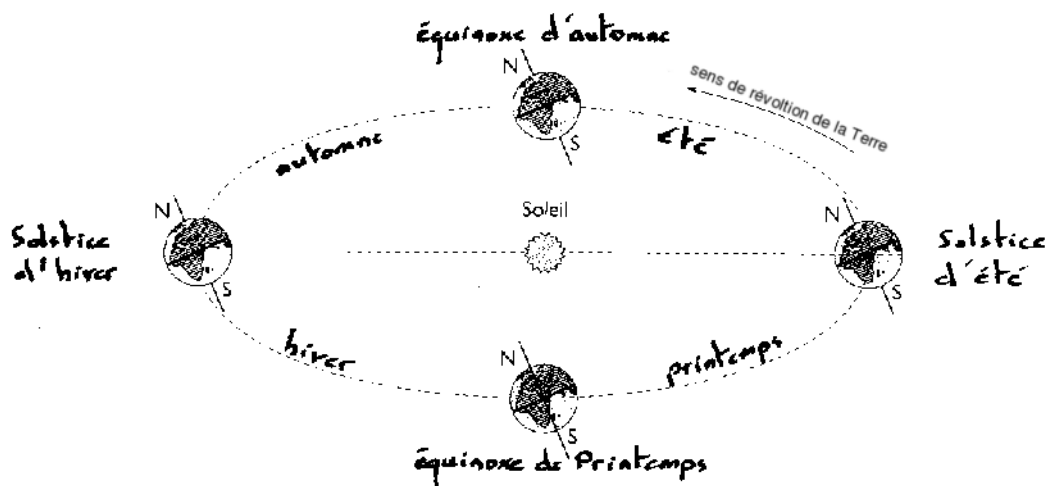 équinoxe d'automne
N
S
sens de révoltion de la Terre
automne
été
N
S
Solstice
d'hiver
Soleil
N
S
Solstice
d'été
hiver
printemps
N
S
équinoxe de Printemps